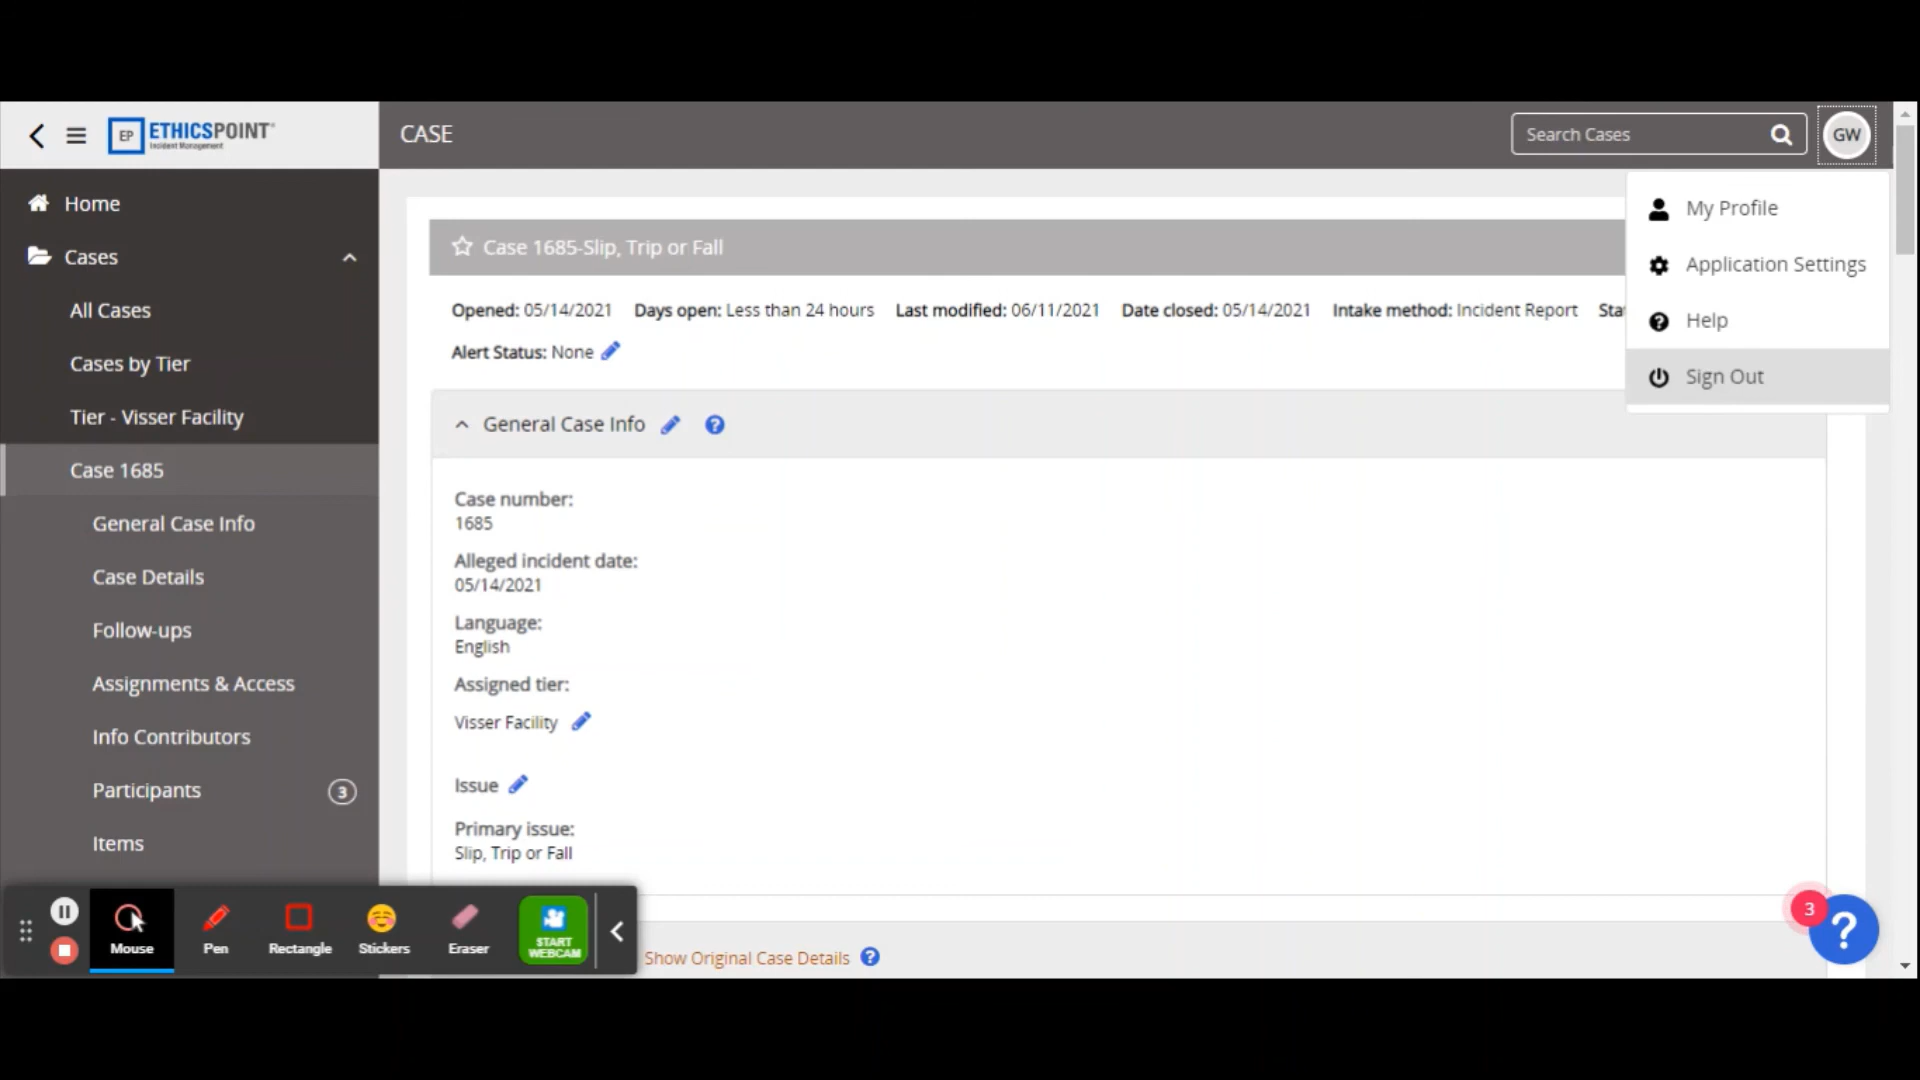 EP ETHICSPOINT
Incident Management
CASE
Search Cases
GW
Home
Cases
All Cases
Cases by Tier
Tier - Visser Facility
Case 1685
General Case Info
Case Details
Follow-ups
Assignments & Access
Info Contributors
Participants 3
Items
My Profile
Application Settings
Help
Sign Out
Case 1685-Slip, Trip or Fall
Opened: 05/14/2021 Days open: Less than 24 hours Last modified: 06/11/2021 Date closed: 05/14/2021 Intake method: Incident Report
Alert Status: None
General Case Info
Case number:
1685
Alleged incident date:
05/14/2021
Language:
English
Assigned tier:
Visser Facility
Issue
Primary issue:
Slip, Trip or Fall
Show Original Case Details
Mouse
Pen
Rectangle
Stickers
Eraser
START
WEBCAM
3